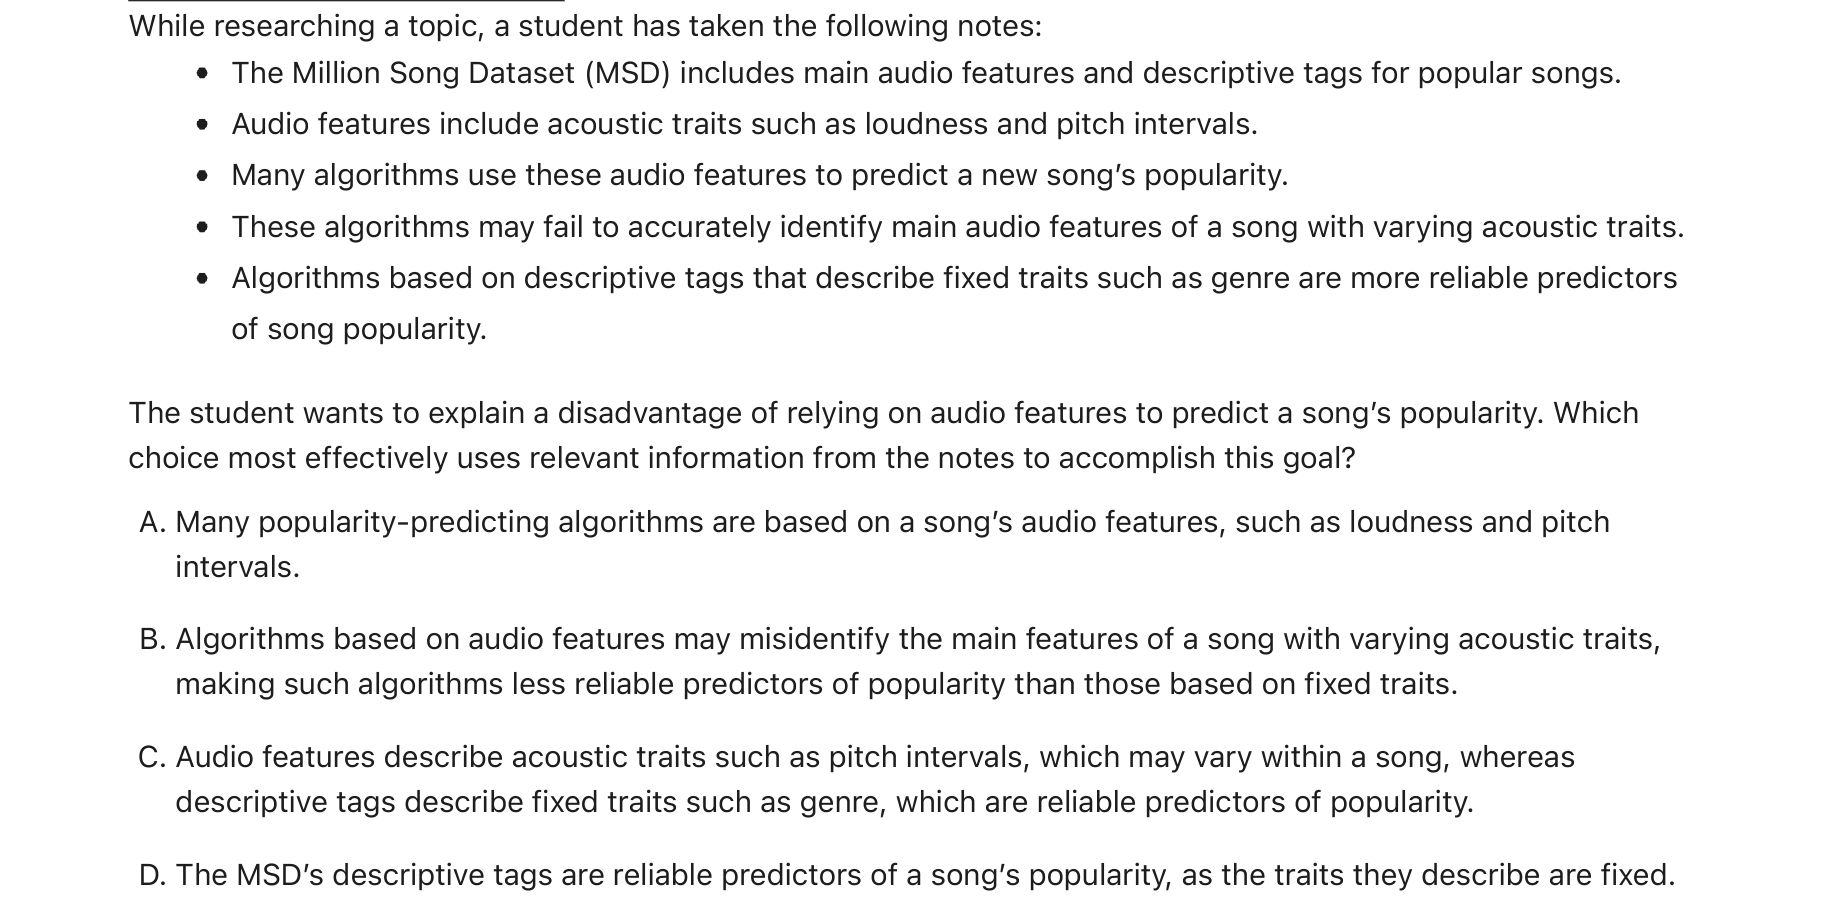 While researching a topic, a student has taken the following notes:
• The Million Song Dataset (MSD) includes main audio features and descriptive tags for popular songs.
• Audio features include acoustic traits such as loudness and pitch intervals.
• Many algorithms use these audio features to predict a new song’s popularity.
• These algorithms may fail to accurately identify main audio features of a song with varying acoustic traits.
• Algorithms based on descriptive tags that describe fixed traits such as genre are more reliable predictors
of song popularity.
The student wants to explain a disadvantage of relying on audio features to predict a song’s popularity. Which
choice most effectively uses relevant information from the notes to accomplish this goal?
A. Many popularity-predicting algorithms are based on a song’s audio features, such as loudness and pitch
intervals.
B. Algorithms based on audio features may misidentify the main features of a song with varying acoustic traits,
making such algorithms less reliable predictors of popularity than those based on fixed traits.
C. Audio features describe acoustic traits such as pitch intervals, which may vary within a song, whereas
descriptive tags describe fixed traits such as genre, which are reliable predictors of popularity.
D. The MSD’s descriptive tags are reliable predictors of a song’s popularity, as the traits they describe are fixed.